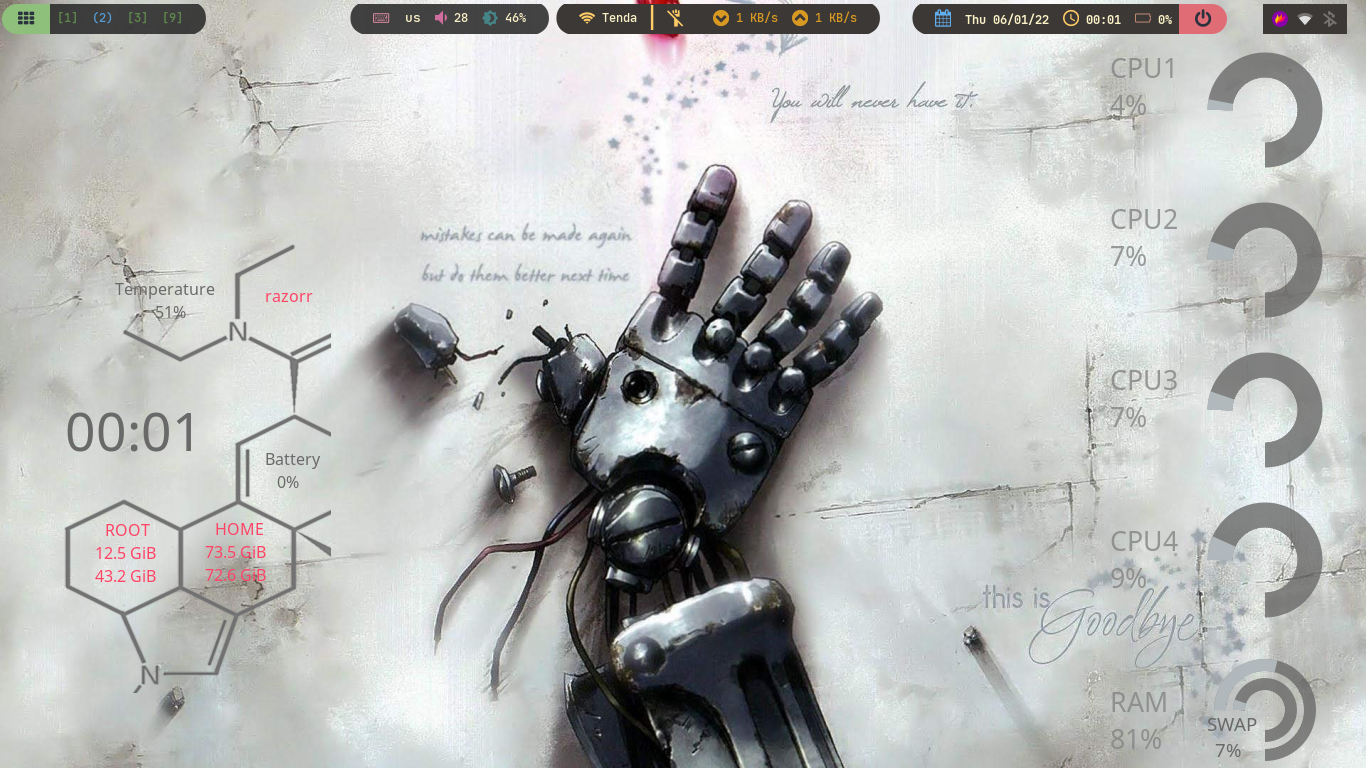 [1] (2) [3] [9]
us 28 46%
Tenda 1 KB/s 1 KB/s
Thu 06/01/22 00:01 0%
CPU1
4%
You will never have it.
CPU2
7%
mistakes can be made again
but do them better next time
Temperature
51%
razorr
N
CPU3
7%
00:01
Battery
0%
ROOT
12.5 GiB
43.2 GiB
HOME
73.5 GiB
72.6 GiB
CPU4
9%
this is Goodbye
N
RAM
81%
SWAP
7%